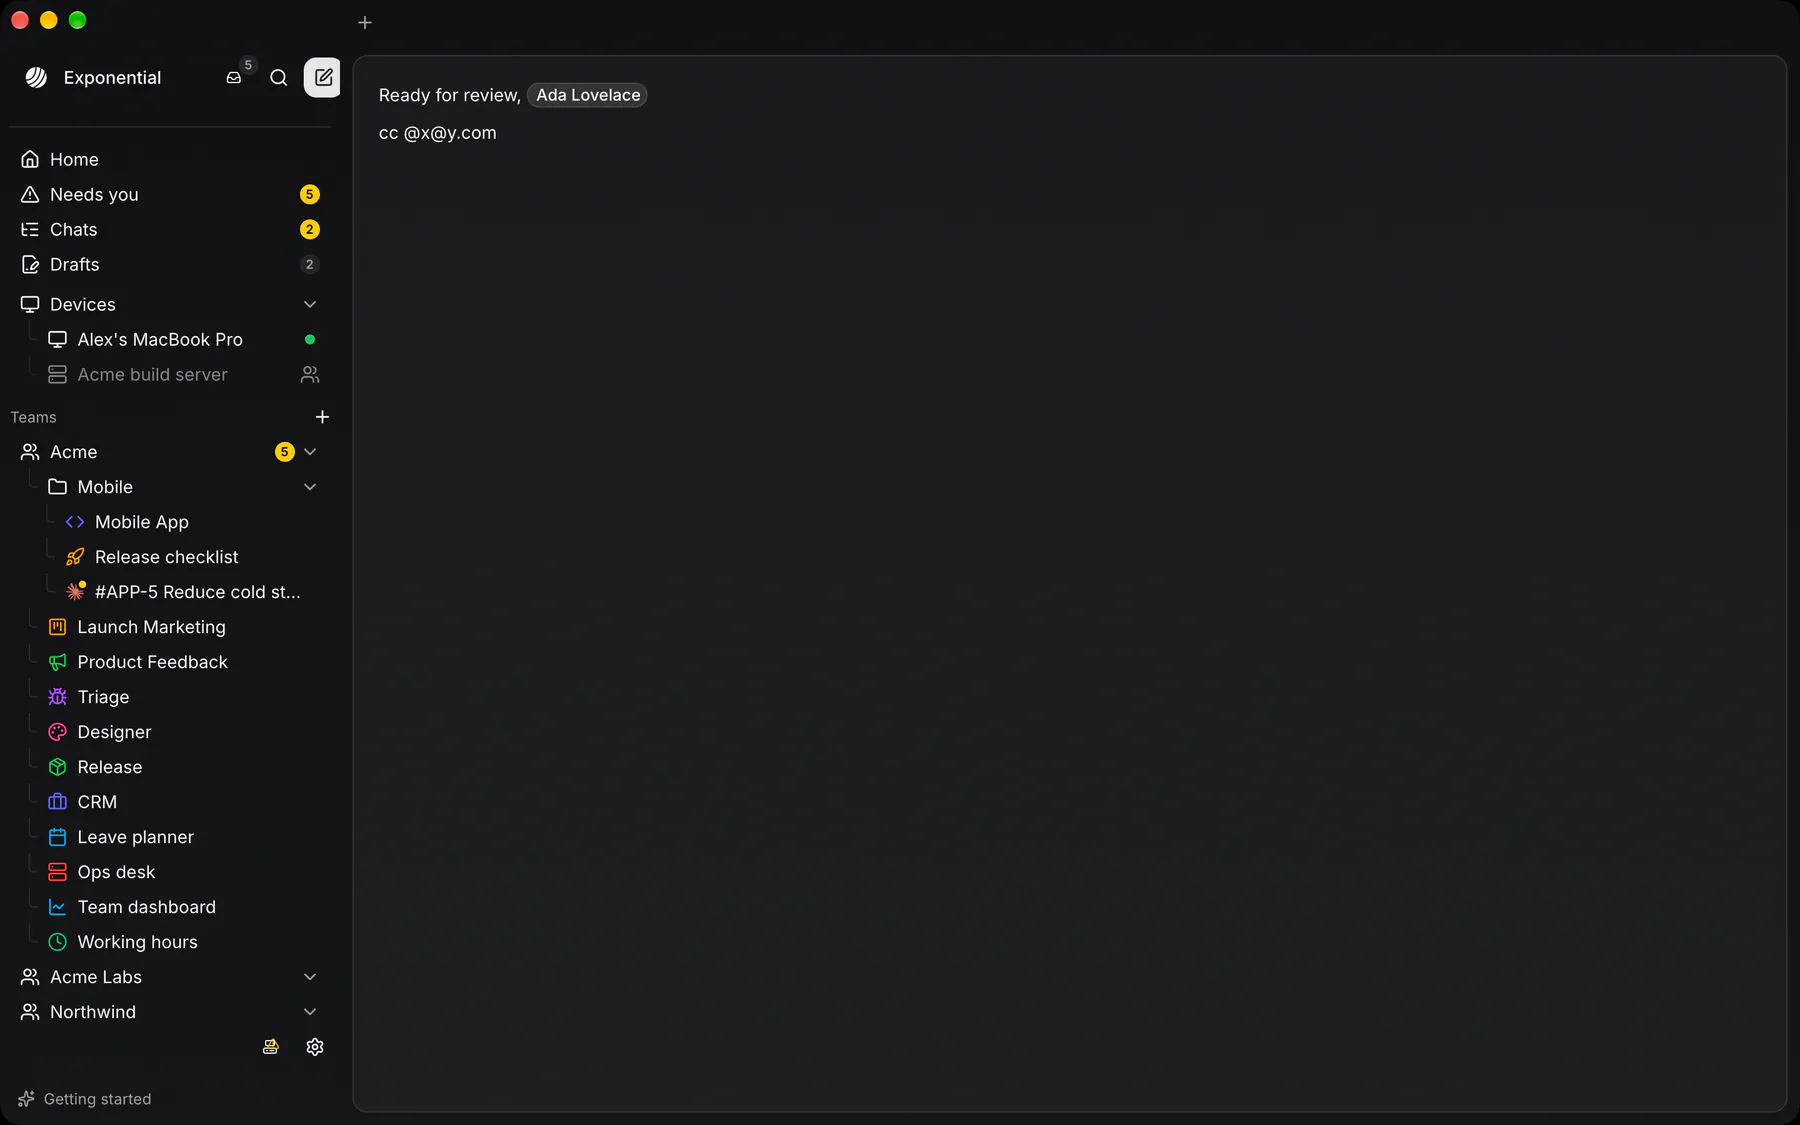 Exponential
5
Home
Needs you 5
Chats 2
Drafts 2
Devices
Alex's MacBook Pro
Acme build server
Teams
Acme 5
Mobile
Mobile App
Release checklist
#APP-5 Reduce cold st...
Launch Marketing
Product Feedback
Triage
Designer
Release
CRM
Leave planner
Ops desk
Team dashboard
Working hours
Acme Labs
Northwind
Getting started
Ready for review, Ada Lovelace
cc @x@y.com